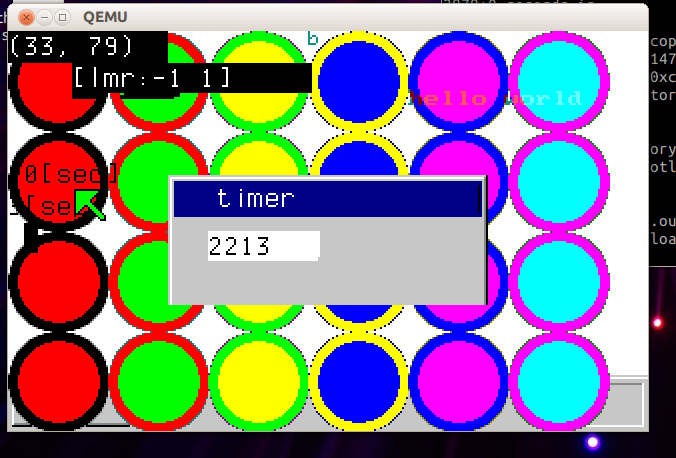 QEMU
(33, 79)
b
[lmr:-1 1]
hello world
0[sec]
timer
2213
cop
147
0xc
tor
ory
otl
.ou
loa